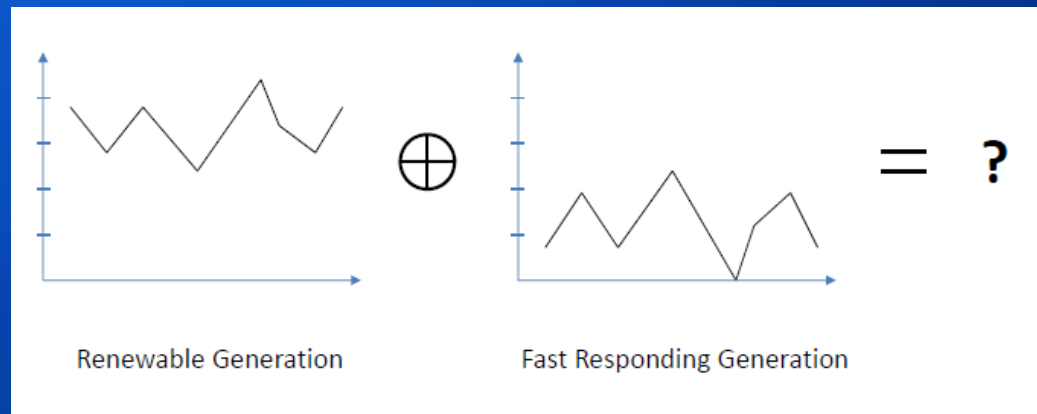 = ?
Renewable Generation
Fast Responding Generation